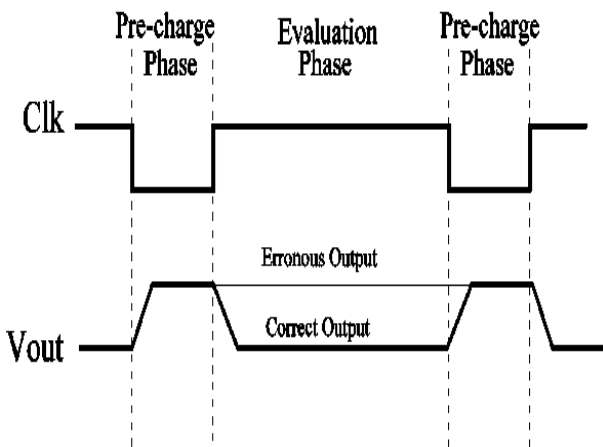 Pre-charge
Phase
Evaluation
Phase
Pre-charge
Phase
Clk
Erronous Output
Correct Output
Vout